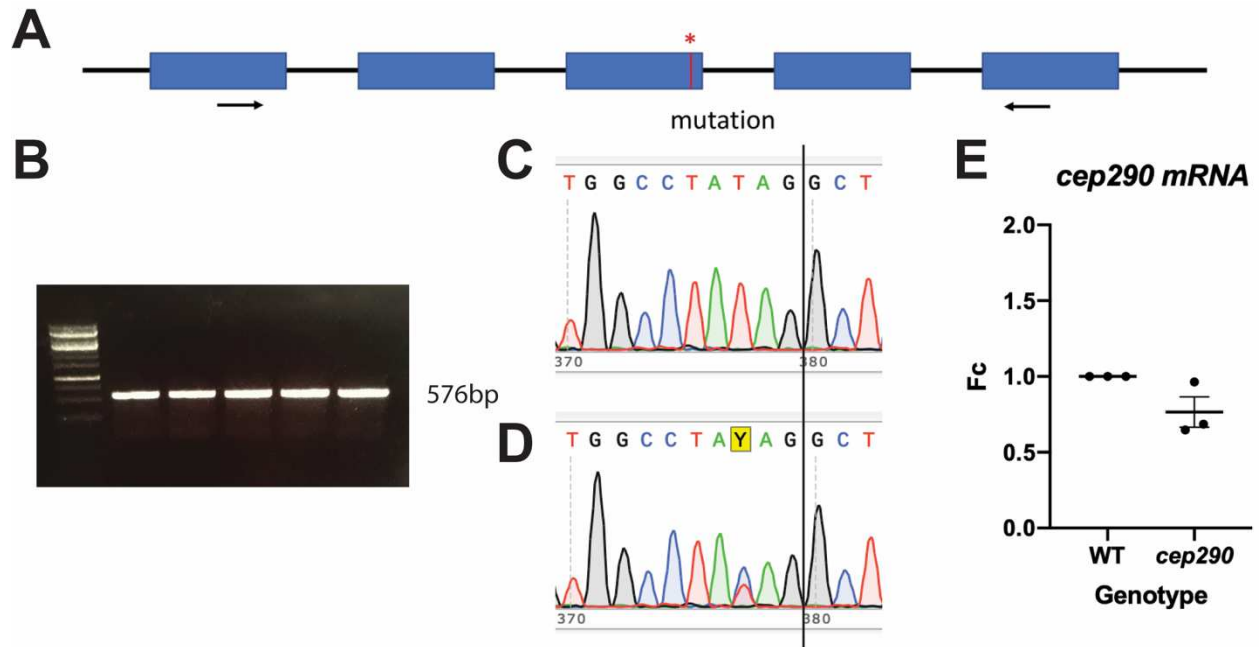 A
*
mutation
B
576bp
C
T G G C C T A T A G G C T
370
380
D
T G G C C T A Y A G G C T
370
380
E
cep290 mRNA
2.0
1.5
1.0
0.5
0.0
Fc
WT
cep290
Genotype